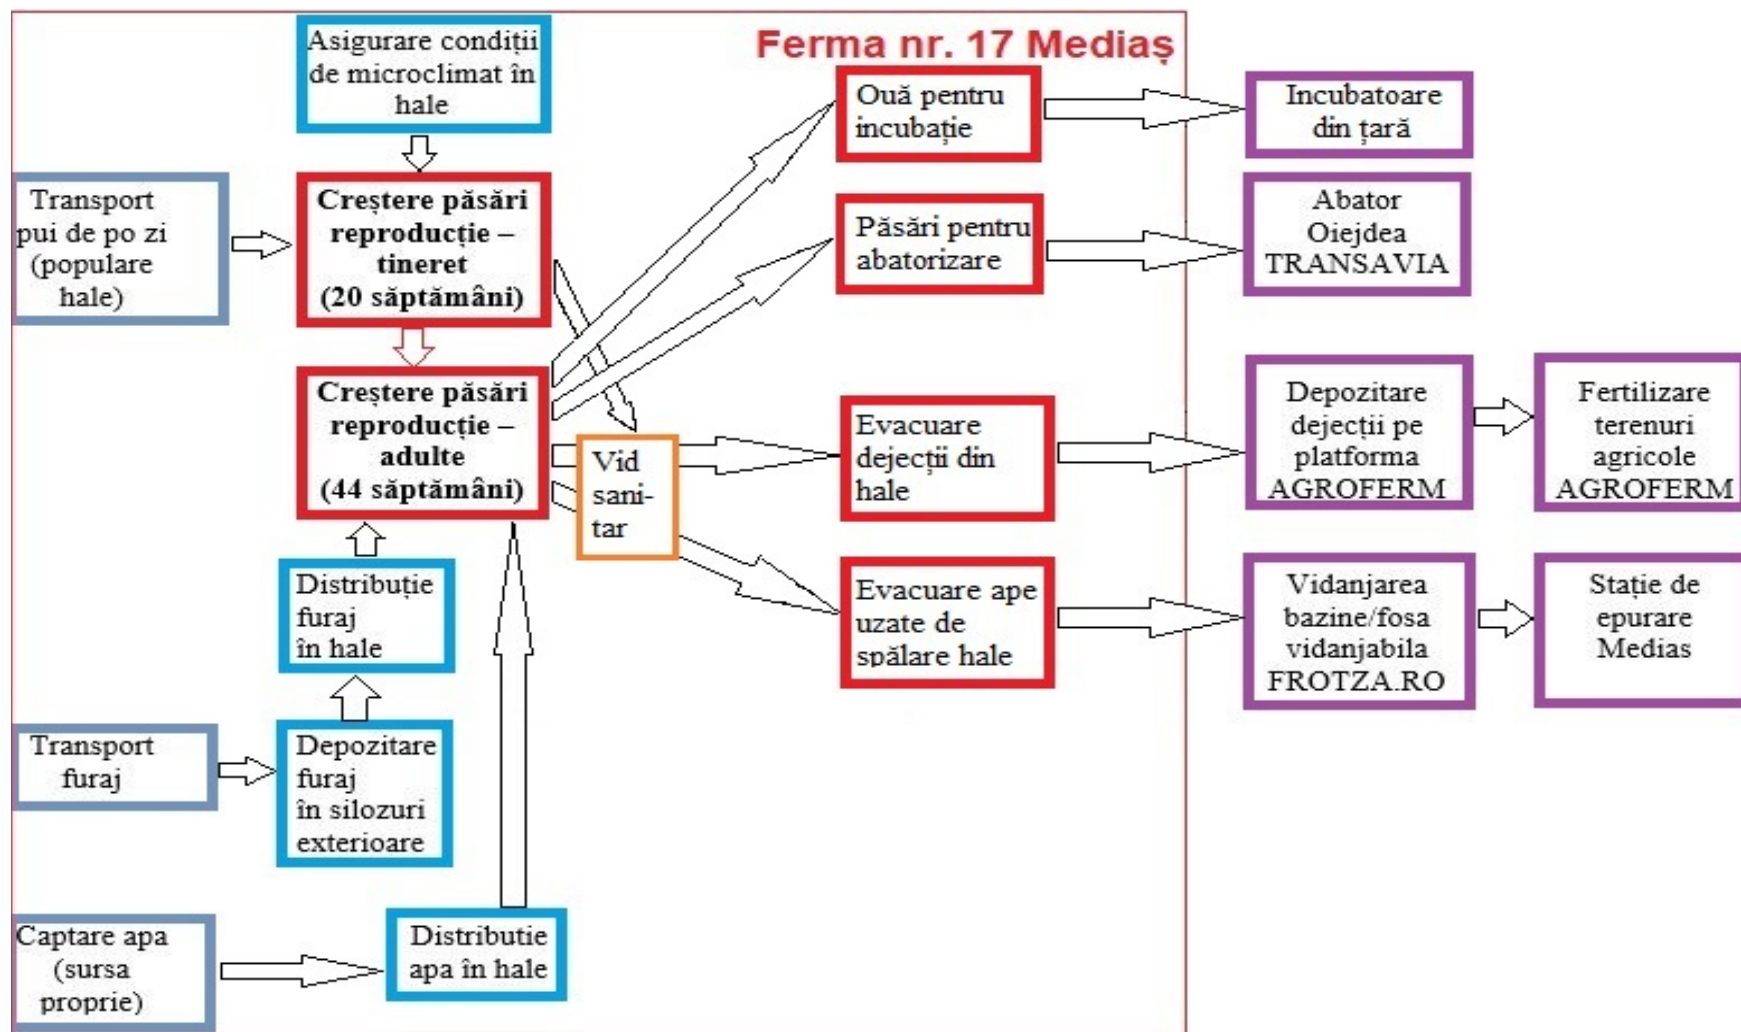 Ferma nr. 17 Mediaș
Asigurare condiții
de microclimat în
hale
Transport
pui de po zi
(populare
hale)
Creștere păsări
reproducție –
tineret
(20 săptămâni)
Creștere păsări
reproducție –
adulte
(44 săptămâni)
Distribuție
furaj
în hale
Transport
furaj
Depozitare
furaj
în silozuri
exterioare
Captare apa
(sursa
proprie)
Distributie
apa în hale
Vid
sani-
tar
Ouă pentru
incubație
Incubatoare
din țară
Păsări pentru
abatorizare
Abator
Oiejdea
TRANSAVIA
Evacuare
dejecții din
hale
Depozitare
dejecții pe
platforma
AGROFERM
Fertilizare
terenuri
agricole
AGROFERM
Evacuare ape
uzate de
spălare hale
Vidanjarea
bazine/fosa
vidanjabila
FROTZA.RO
Stație de
epurare
Medias